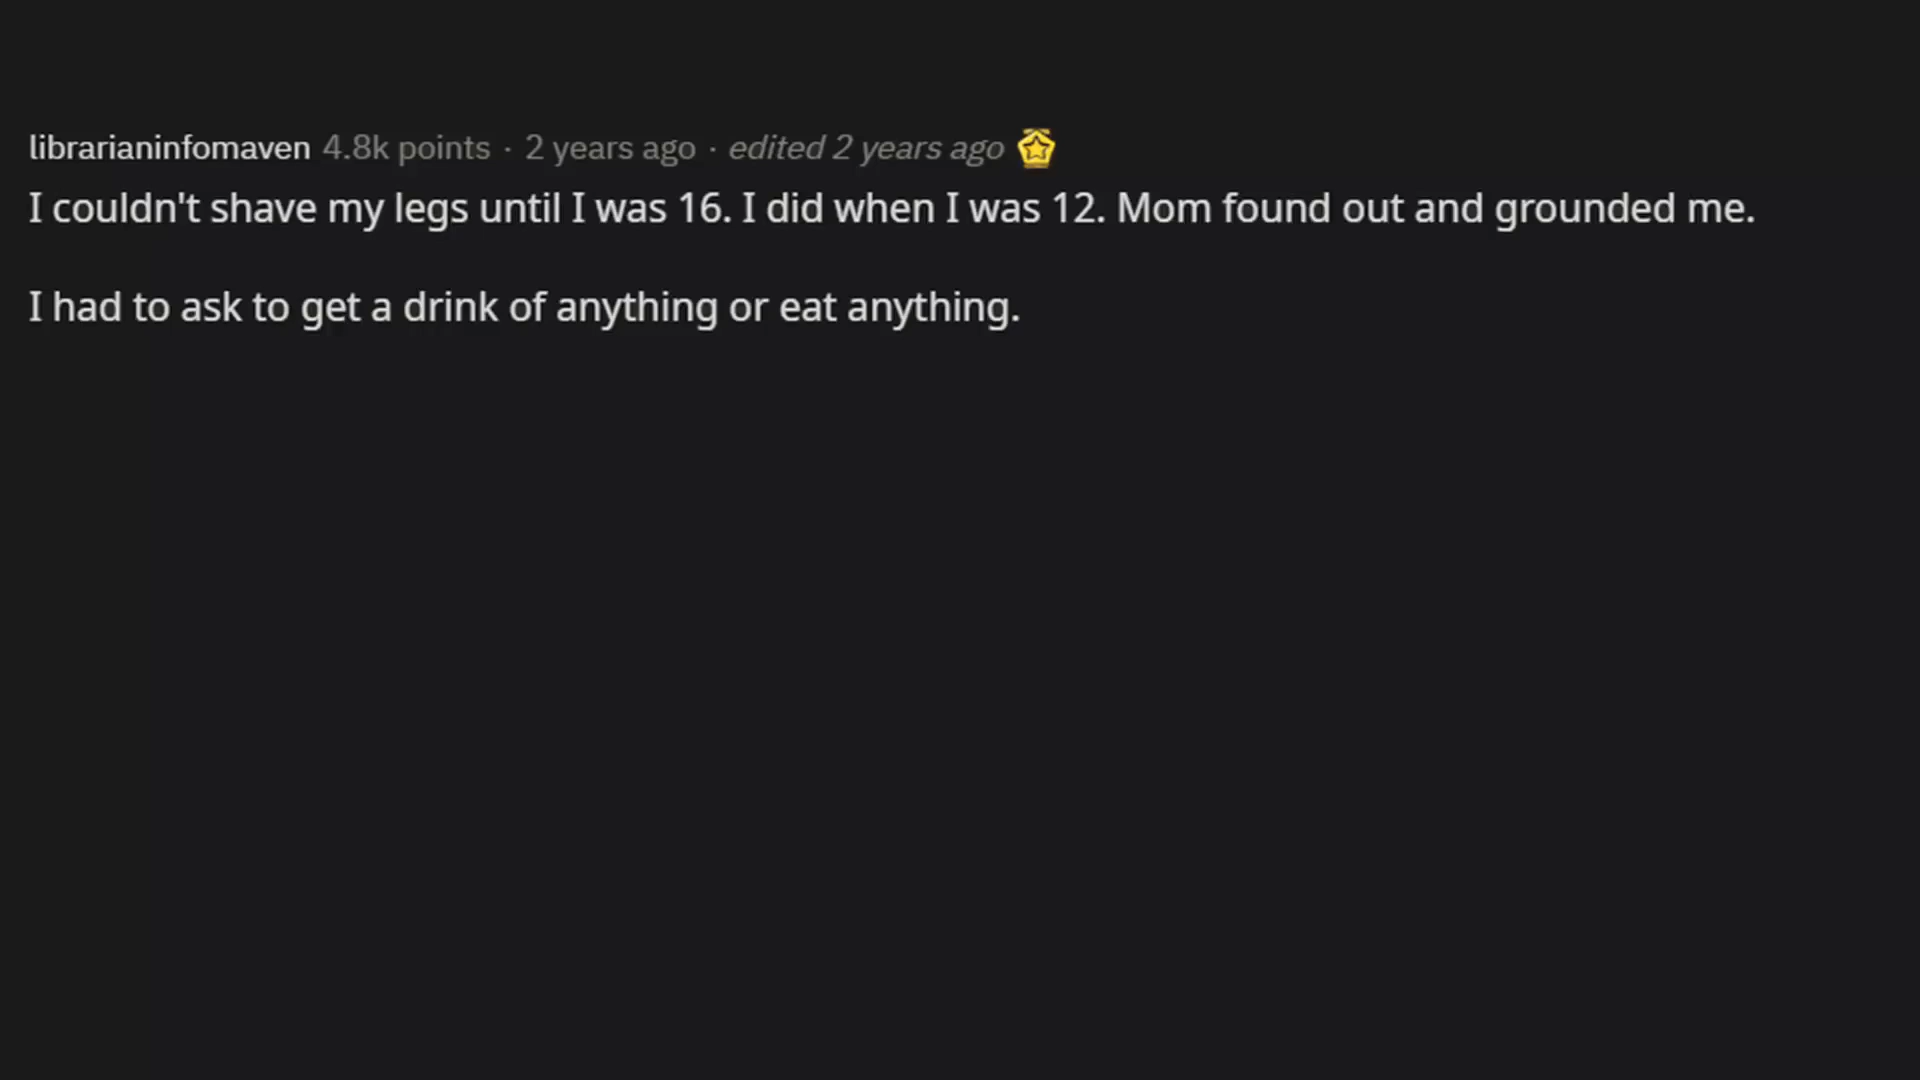 librarianinfomaven 4.8k points · 2 years ago · edited 2 years ago
I couldn't shave my legs until I was 16. I did when I was 12. Mom found out and grounded me.
I had to ask to get a drink of anything or eat anything.